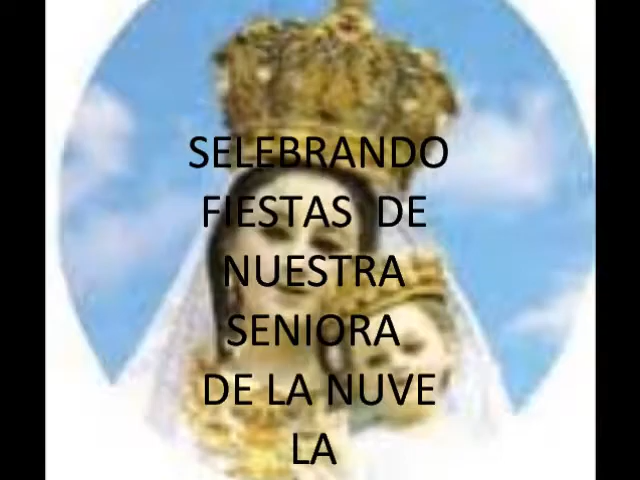 SELEBRANDO
FIESTAS DE
NUESTRA
SENIORA
DE LA NUVE
LA